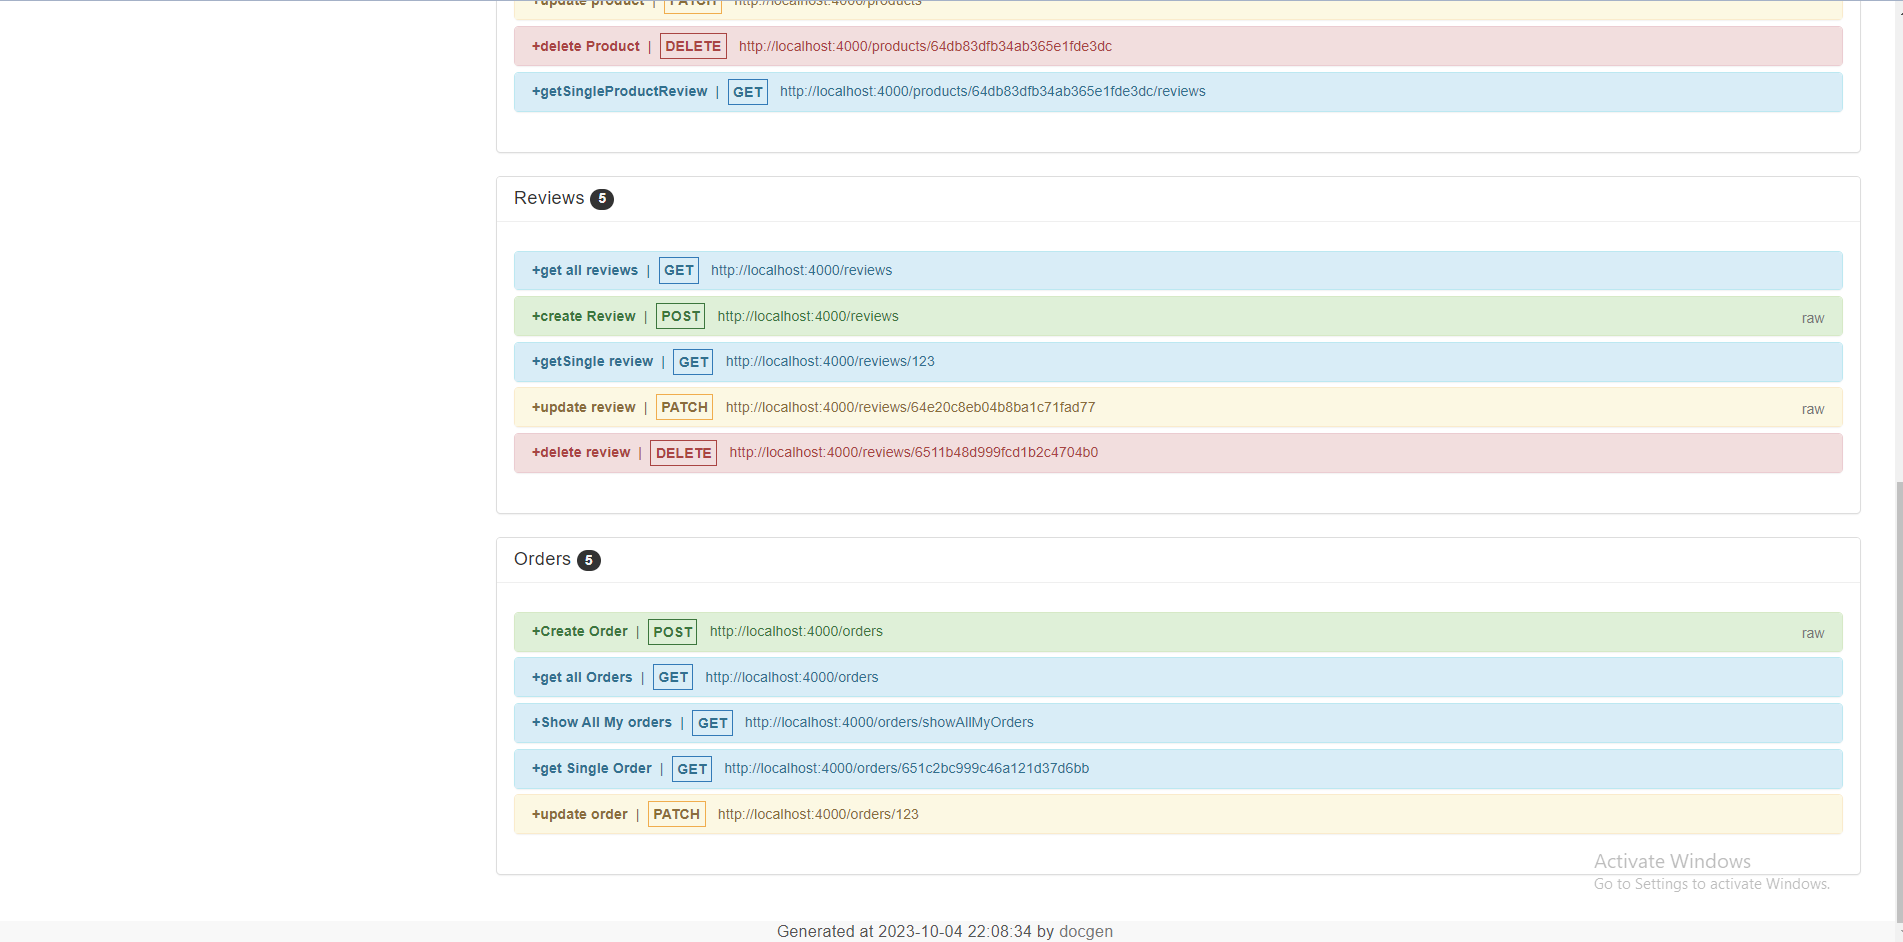 +update product | PATCH http://localhost:4000/products
+delete Product | DELETE http://localhost:4000/products/64db83dfb34ab365e1fde3dc
+getSingleProductReview | GET http://localhost:4000/products/64db83dfb34ab365e1fde3dc/reviews
Reviews 5
+get all reviews | GET http://localhost:4000/reviews
+create Review | POST http://localhost:4000/reviews raw
+getSingle review | GET http://localhost:4000/reviews/123
+update review | PATCH http://localhost:4000/reviews/64e20c8eb04b8ba1c71fad77 raw
+delete review | DELETE http://localhost:4000/reviews/6511b48d999fcd1b2c4704b0
Orders 5
+Create Order | POST http://localhost:4000/orders raw
+get all Orders | GET http://localhost:4000/orders
+Show All My orders | GET http://localhost:4000/orders/showAllMyOrders
+get Single Order | GET http://localhost:4000/orders/651c2bc999c46a121d37d6bb
+update order | PATCH http://localhost:4000/orders/123
Activate Windows
Go to Settings to activate Windows.
Generated at 2023-10-04 22:08:34 by docgen